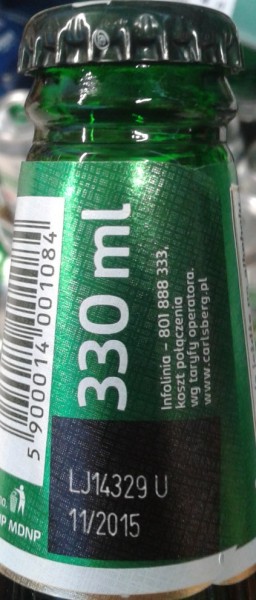 330 ml
Infolinia – 801 888 333,
koszt połączenia
wg taryfy operatora.
www.carlsberg.pl
5 900014 001084
LJ14329 U
11/2015
MDNP